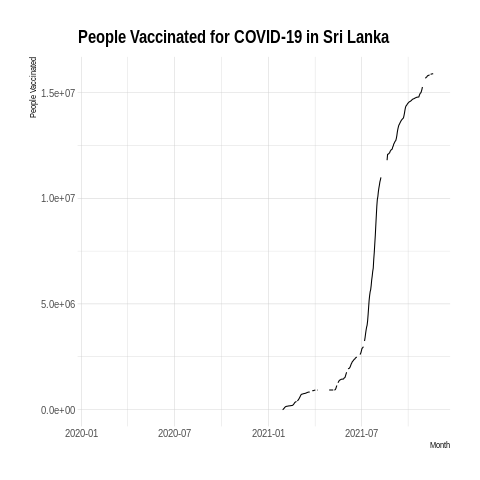 People Vaccinated for COVID-19 in Sri Lanka
People Vaccinated
1.5e+07
1.0e+07
5.0e+06
0.0e+00
2020-01 2020-07 2021-01 2021-07
Month